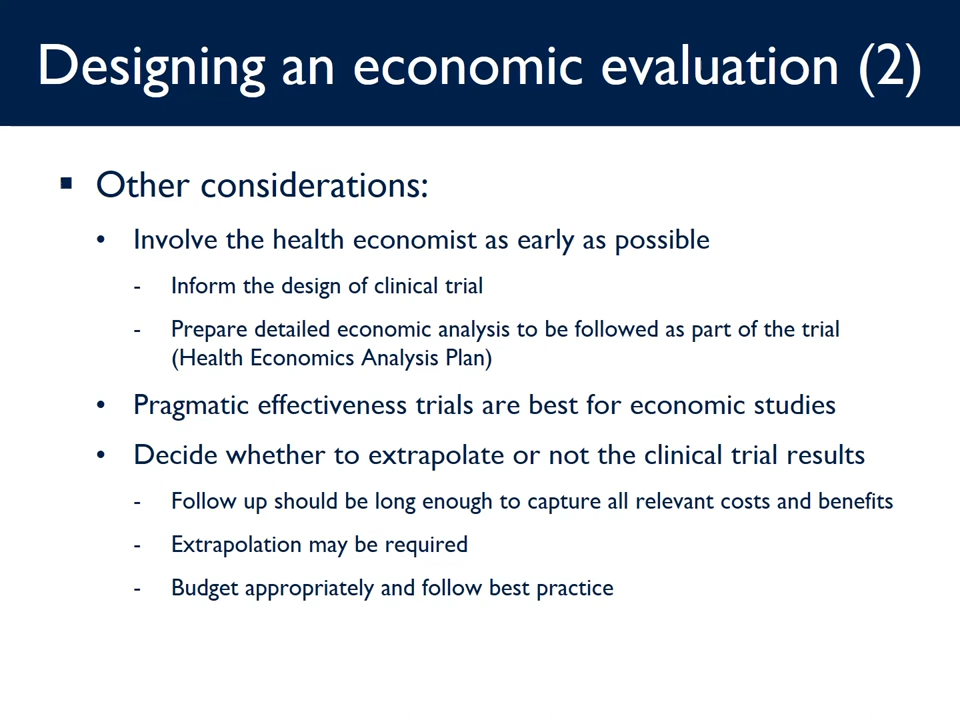 Designing an economic evaluation (2)
▪ Other considerations:
• Involve the health economist as early as possible
- Inform the design of clinical trial
- Prepare detailed economic analysis to be followed as part of the trial
(Health Economics Analysis Plan)
• Pragmatic effectiveness trials are best for economic studies
• Decide whether to extrapolate or not the clinical trial results
- Follow up should be long enough to capture all relevant costs and benefits
- Extrapolation may be required
- Budget appropriately and follow best practice